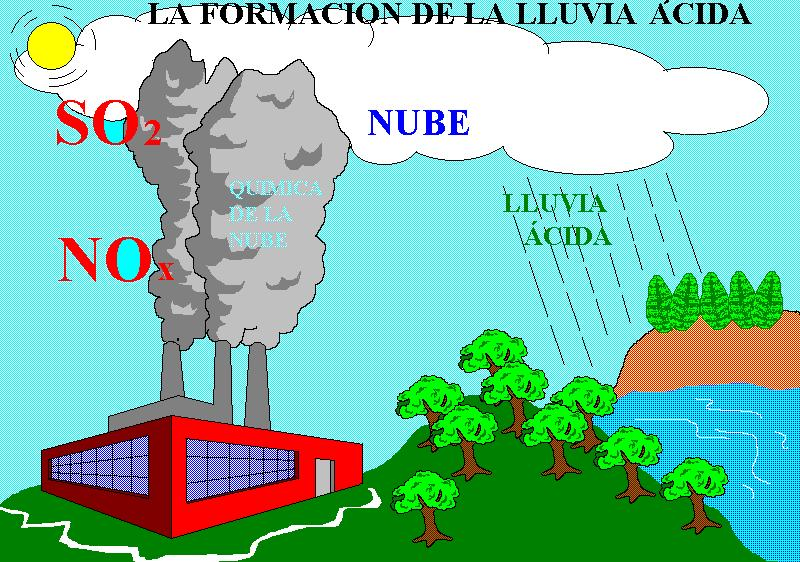 LA FORMACION DE LA LLUVIA ÁCIDA
SO2
NUBE
QUIMICA
DE LA
NUBE
LLUVIA
ÁCIDA
NOx